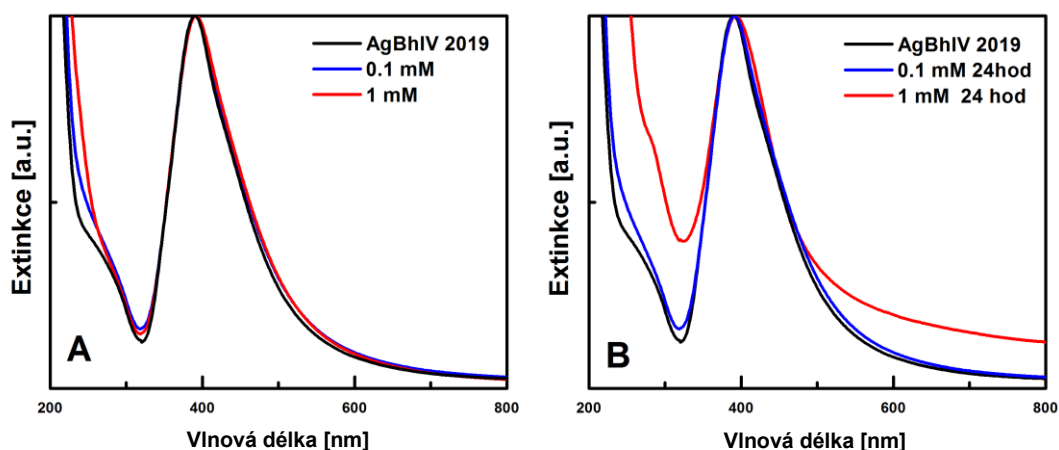 AgBhIV 2019
0.1 mM
1 mM
Extinkce [a.u.]
A
200 400 600 800
Vlnová délka [nm]
AgBhIV 2019
0.1 mM 24hod
1 mM 24 hod
Extinkce [a.u.]
B
200 400 600 800
Vlnová délka [nm]